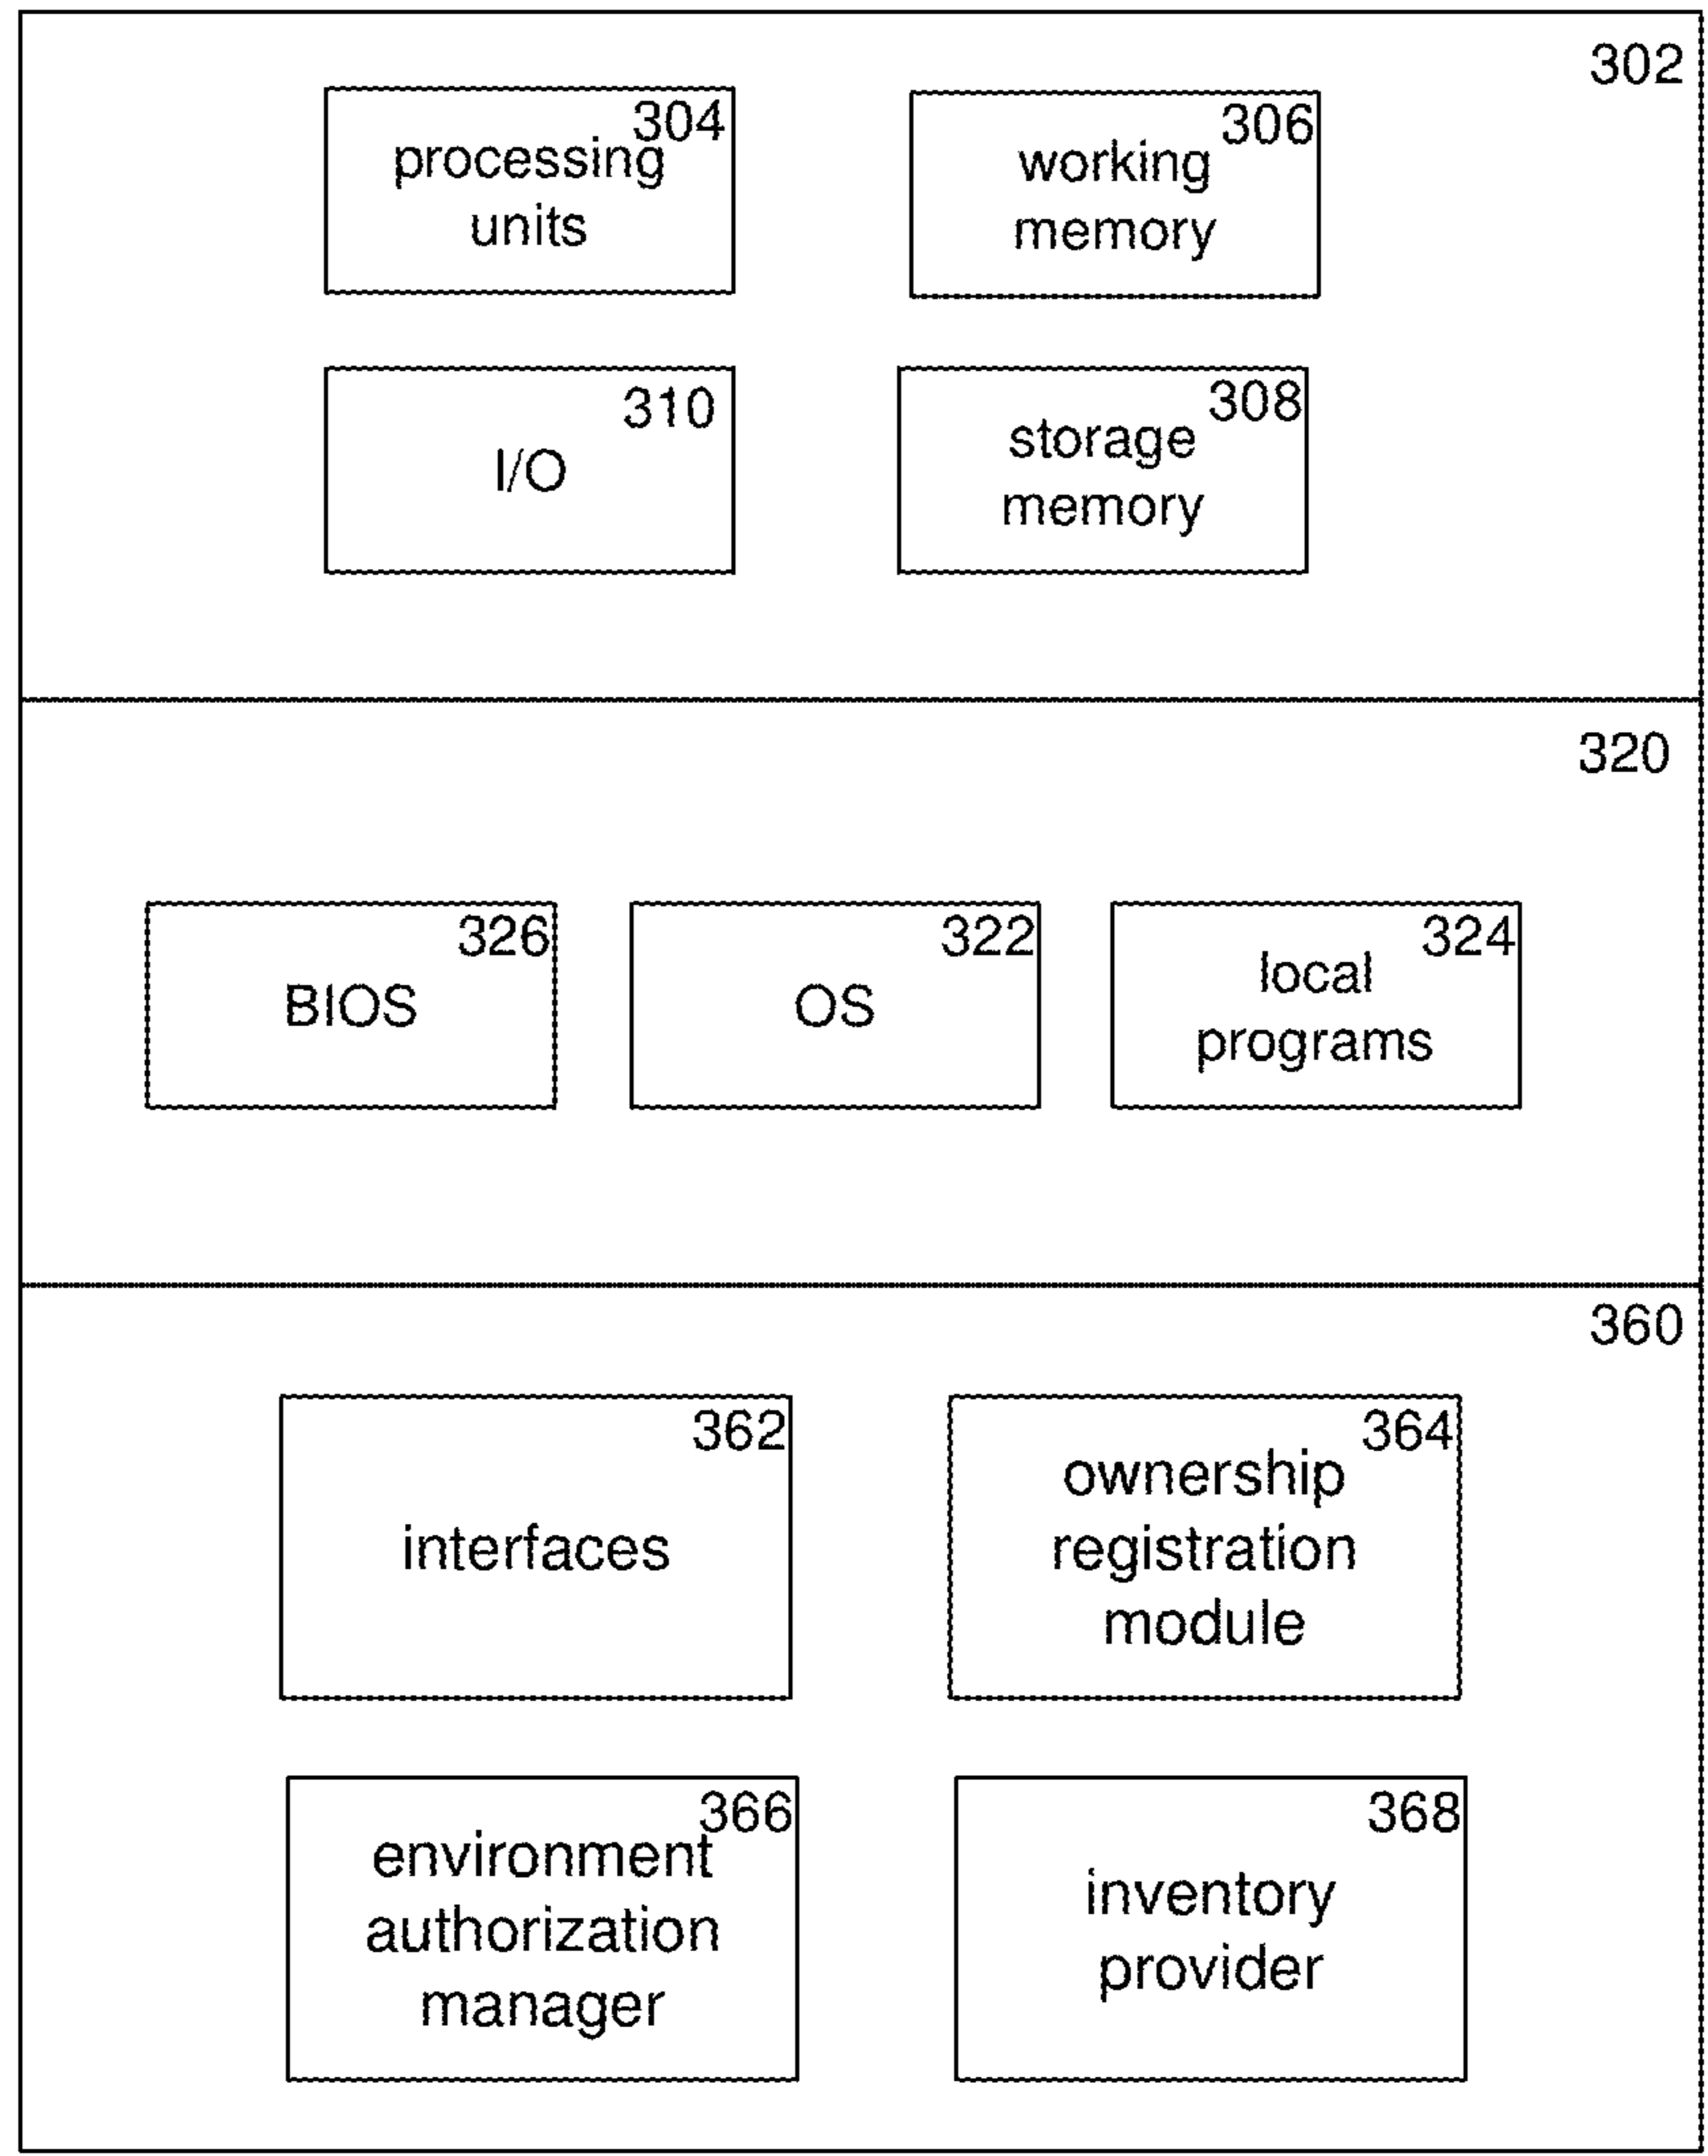 302
304
processing
units
306
working
memory
310
I/O
308
storage
memory
320
326
BIOS
322
OS
324
local
programs
360
362
interfaces
364
ownership
registration
module
366
environment
authorization
manager
368
inventory
provider